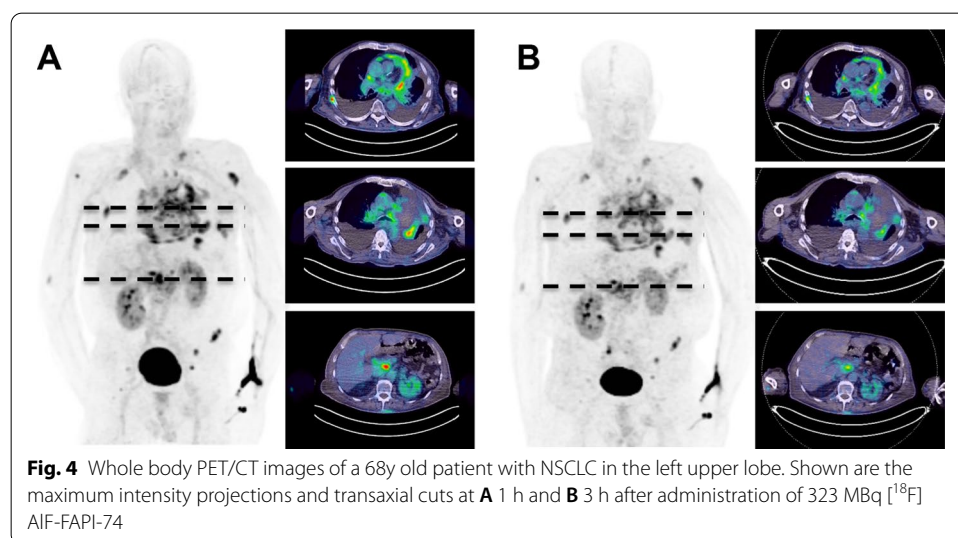 A
B
Fig. 4 Whole body PET/CT images of a 68y old patient with NSCLC in the left upper lobe. Shown are the
maximum intensity projections and transaxial cuts at A 1 h and B 3 h after administration of 323 MBq [18F]
AlF-FAPI-74